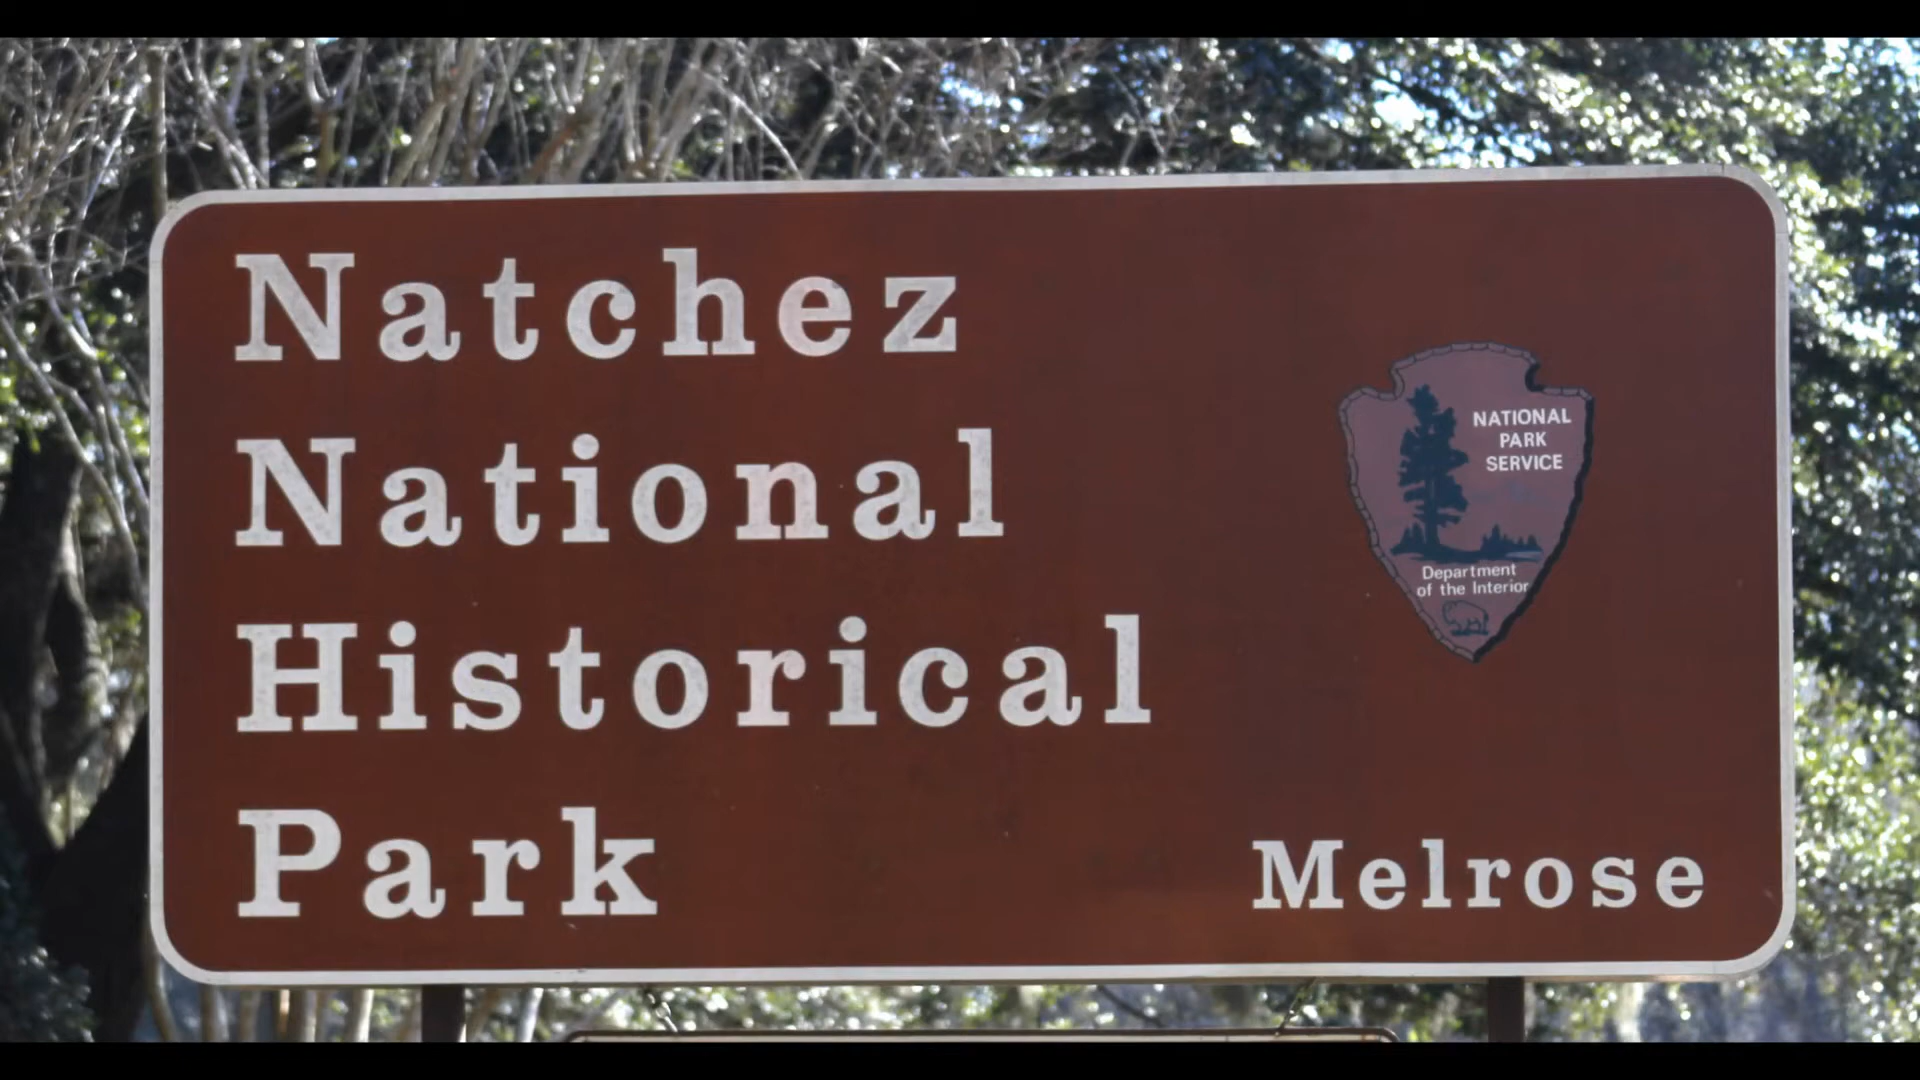 Natchez
National
Historical
Park
NATIONAL
PARK
SERVICE
Department
of the Interior
Melrose